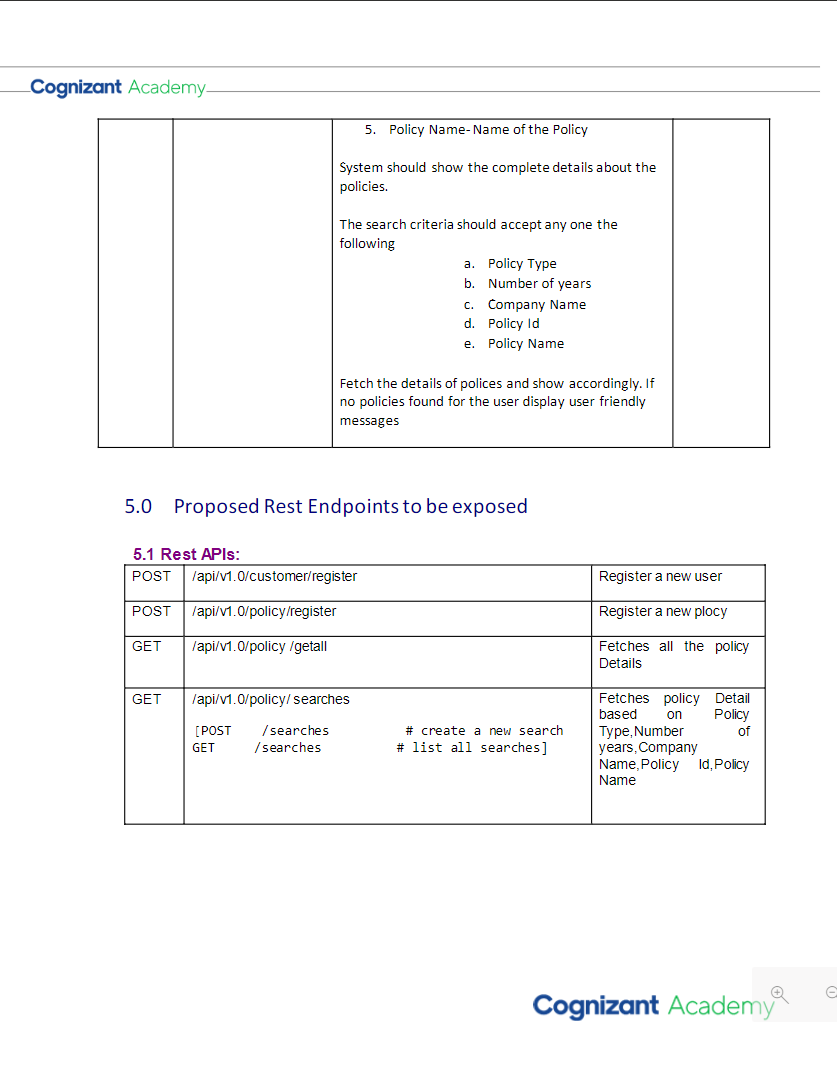 Cognizant Academy
5. Policy Name- Name of the Policy
System should show the complete details about the
policies.
The search criteria should accept any one the
following
a. Policy Type
b. Number of years
c. Company Name
d. Policy Id
e. Policy Name
Fetch the details of polices and show accordingly. If
no policies found for the user display user friendly
messages
5.0 Proposed Rest Endpoints to be exposed
5.1 Rest APIs:
POST /api/v1.0/customer/register Register a new user
POST /api/v1.0/policy/register Register a new plocy
GET /api/v1.0/policy /getall Fetches all the policy
Details
GET /api/v1.0/policy/ searches Fetches policy Detail
based on Policy
[POST /searches # create a new search Type,Number of
GET /searches # list all searches] years,Company
Name,Policy Id,Policy
Name
Cognizant Academy